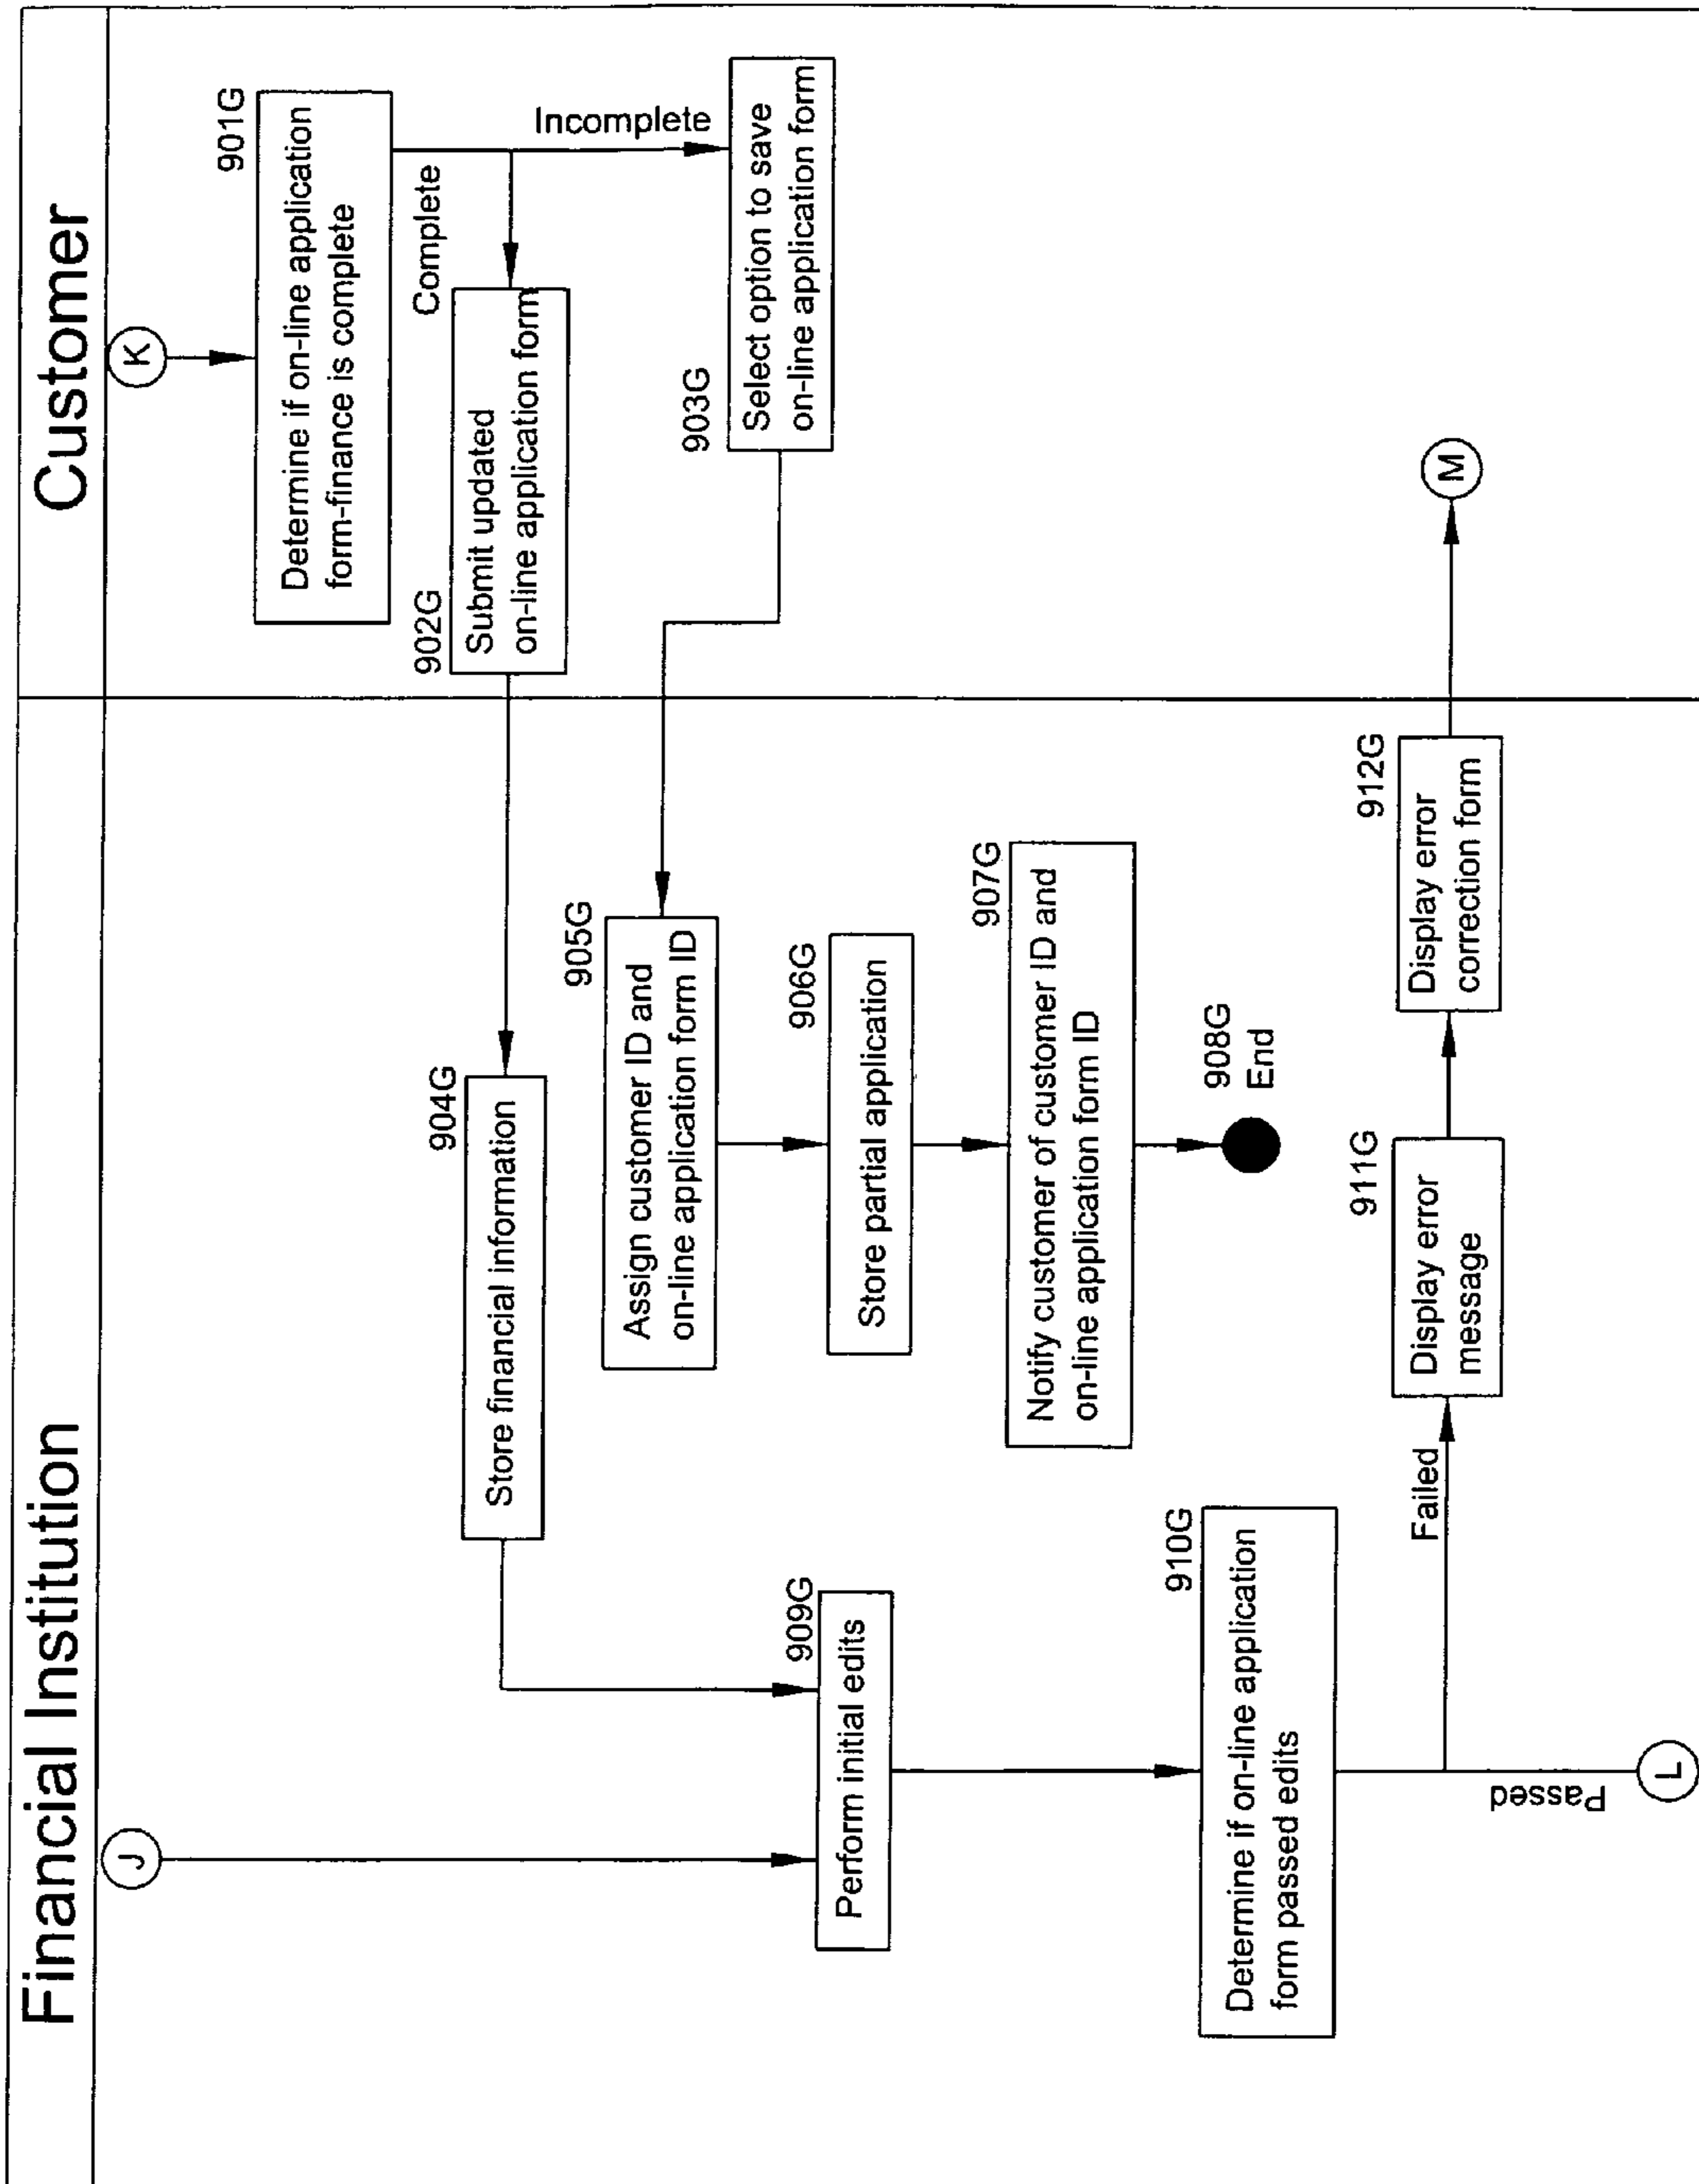 Financial Institution
Customer
J
K
901G
Determine if on-line application
form-finance is complete
Complete
Incomplete
902G
Submit updated
on-line application form
903G
Select option to save
on-line application form
904G
Store financial information
905G
Assign customer ID and
on-line application form ID
906G
Store partial application
907G
Notify customer of customer ID and
on-line application form ID
908G
End
909G
Perform initial edits
910G
Determine if on-line application
form passed edits
Failed
Passed
911G
Display error
message
912G
Display error
correction form
M
L